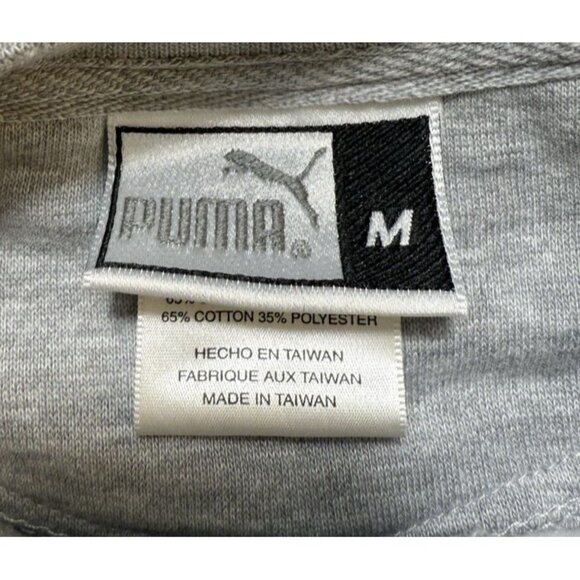 PUMA®
M
65% COTTON 35% POLYESTER
HECHO EN TAIWAN
FABRIQUE AUX TAIWAN
MADE IN TAIWAN